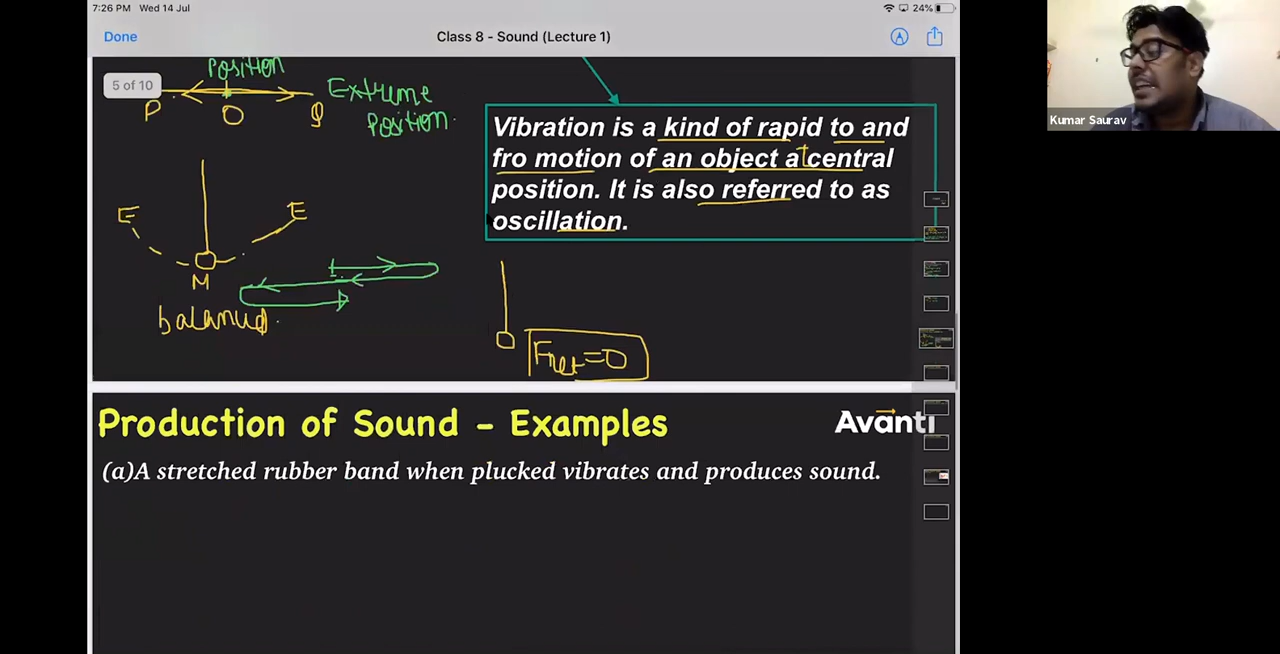 7:26 PM Wed 14 Jul
24%
Done
Class 8 - Sound (Lecture 1)
5 of 10
Position
P
O
Q
Extreme
Position.
E
E
M
balanced.
Vibration is a kind of rapid to and
fro motion of an object at central
position. It is also referred to as
oscillation.
Fnet=0
Production of Sound - Examples
Avanti
(a)A stretched rubber band when plucked vibrates and produces sound.
Kumar Saurav